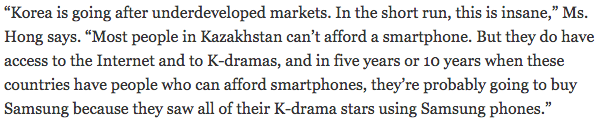 “Korea is going after underdeveloped markets. In the short run, this is insane,” Ms.
Hong says. “Most people in Kazakhstan can’t afford a smartphone. But they do have
access to the Internet and to K-dramas, and in five years or 10 years when these
countries have people who can afford smartphones, they’re probably going to buy
Samsung because they saw all of their K-drama stars using Samsung phones.”